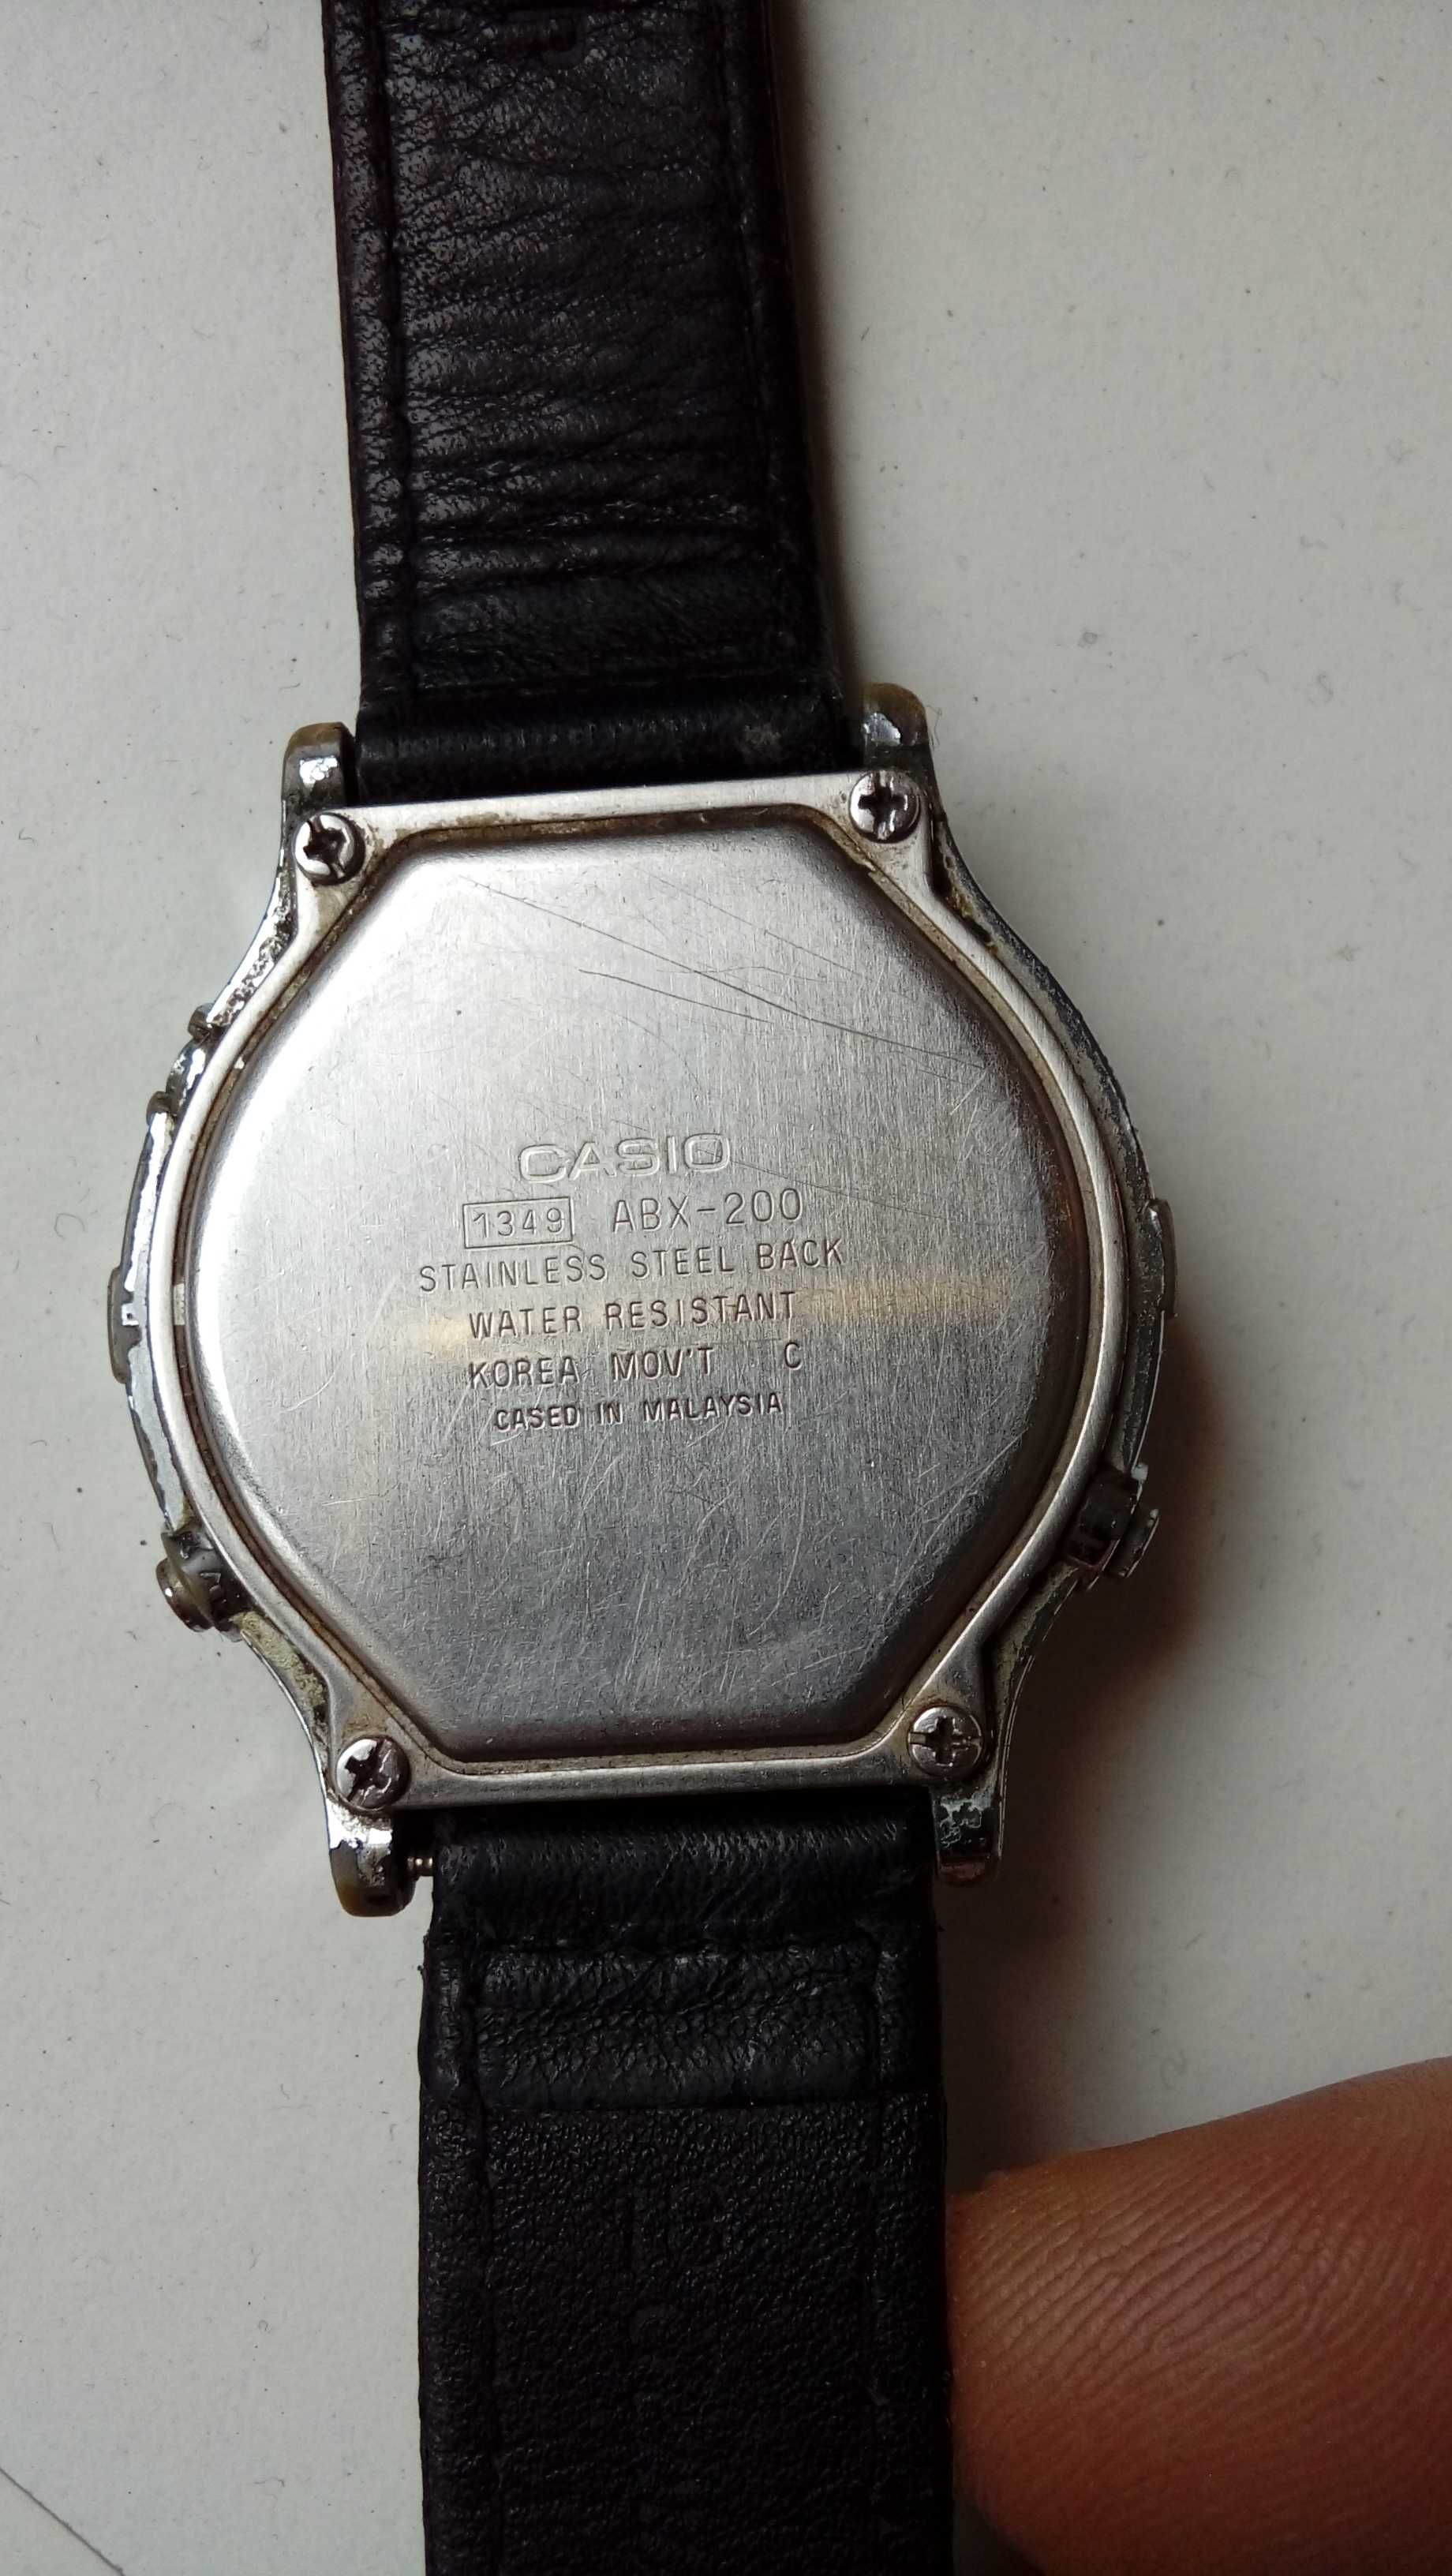 CASIO
1349 ABX-200
STAINLESS STEEL BACK
WATER RESISTANT
KOREA MOV'T C
CASED IN MALAYSIA